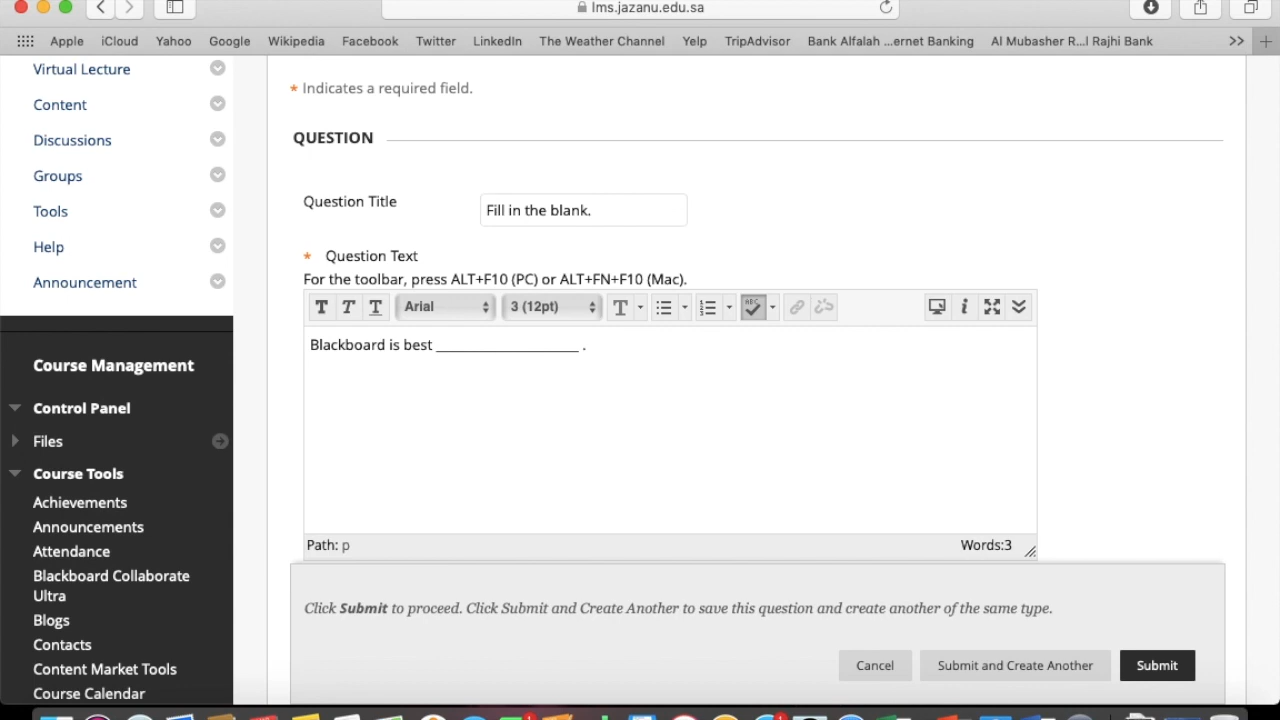 lms.jazanu.edu.sa
Apple iCloud Yahoo Google Wikipedia Facebook Twitter LinkedIn The Weather Channel Yelp TripAdvisor Bank Alfalah ...ernet Banking Al Mubasher R...l Rajhi Bank >>
Virtual Lecture
Content
Discussions
Groups
Tools
Help
Announcement
Course Management
Control Panel
Files
Course Tools
Achievements
Announcements
Attendance
Blackboard Collaborate
Ultra
Blogs
Contacts
Content Market Tools
Course Calendar
* Indicates a required field.
QUESTION
Question Title
Fill in the blank.
* Question Text
For the toolbar, press ALT+F10 (PC) or ALT+FN+F10 (Mac).
T T T Arial 3 (12pt) T ABC i
Blackboard is best ____________________ .
Path: p Words:3
Click Submit to proceed. Click Submit and Create Another to save this question and create another of the same type.
Cancel Submit and Create Another Submit